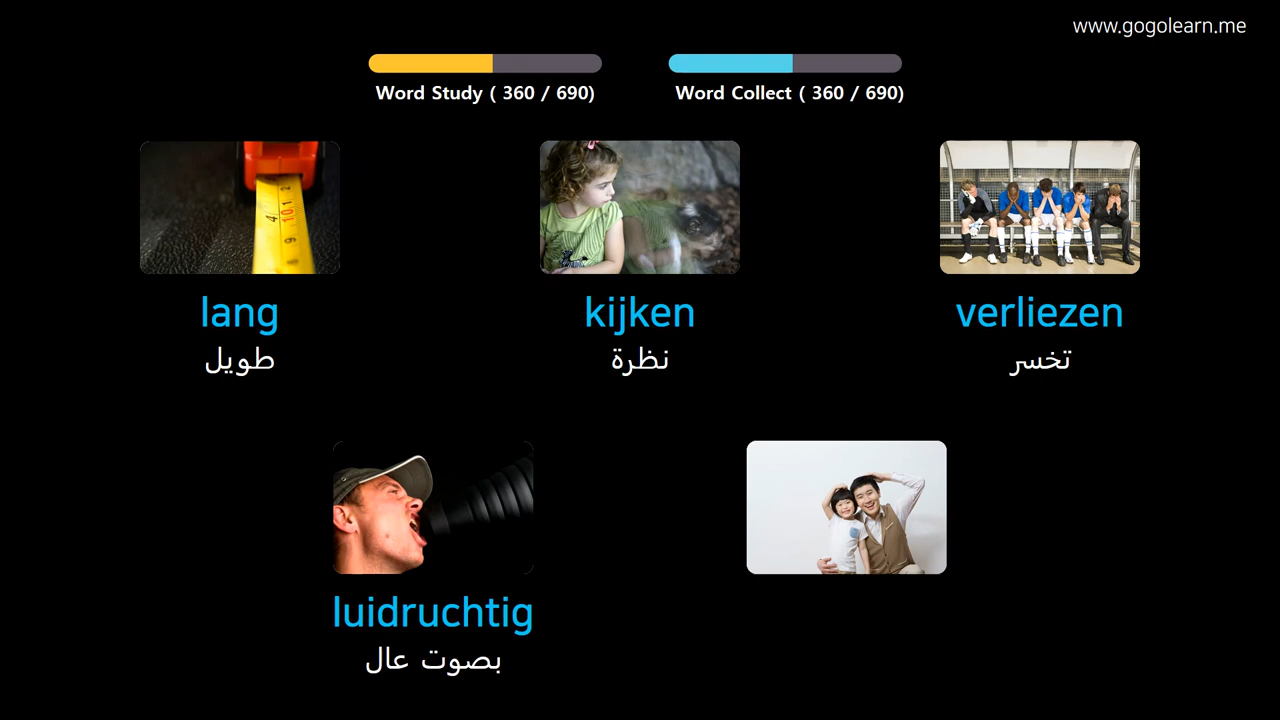 www.gogolearn.me
Word Study ( 360 / 690)
Word Collect ( 360 / 690)
lang
طويل
kijken
نظرة
verliezen
تخسر
luidruchtig
بصوت عال